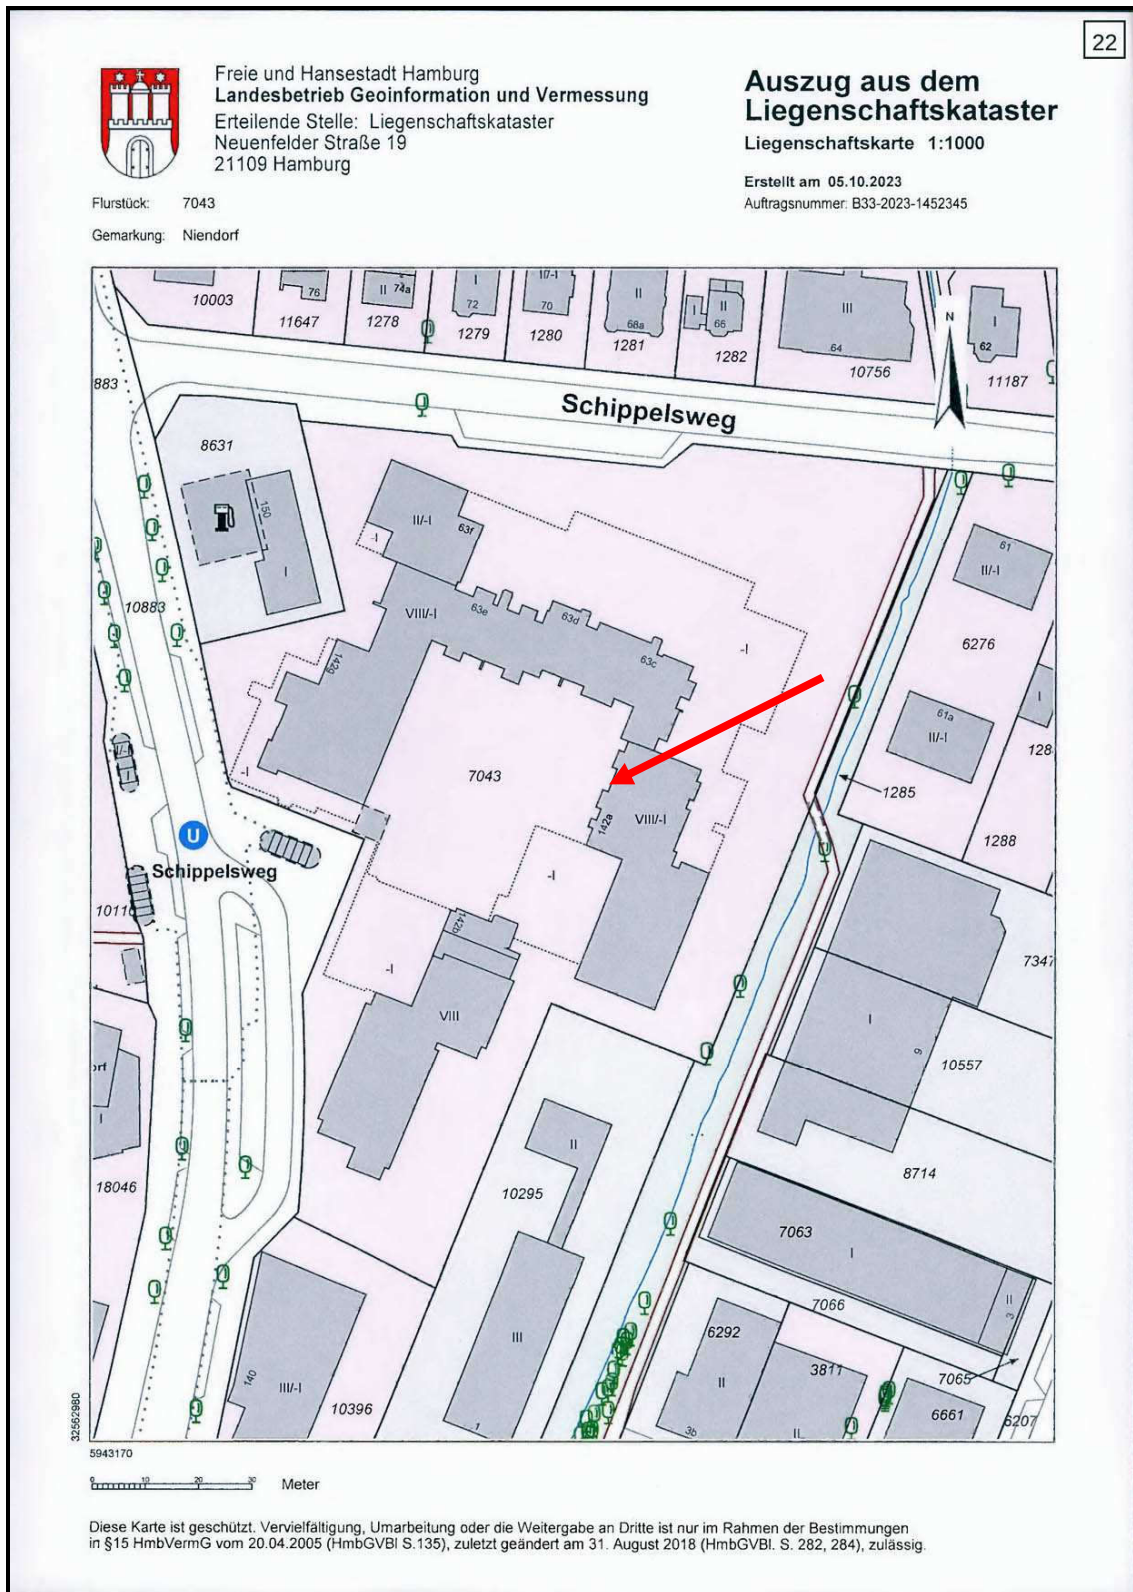 22
Freie und Hansestadt Hamburg
Landesbetrieb Geoinformation und Vermessung
Erteilende Stelle: Liegenschaftskataster
Neuenfelder Straße 19
21109 Hamburg
Auszug aus dem
Liegenschaftskataster
Liegenschaftskarte 1:1000
Erstellt am 05.10.2023
Auftragsnummer: B33-2023-1452345
Flurstück: 7043
Gemarkung: Niendorf
10003
76
11647
II 74a
1278
I
72
1279
70
1280
II
68a
1281
I
II
66
1282
III
64
10756
N
I
62
11187
883
Schippelsweg
8631
150
I
II/-I
63f
-I
61
II/-I
10883
VIII/-I
63e
63d
63c
-I
6276
142g
I
61a
II/-I
128
-I
7043
1285
142a
VIII/-I
U
1288
Schippelsweg
-I
142b
7347
-I
VIII
I
9
10557
orf
I
II
18046
10295
8714
7063
I
II
3
7066
6292
II
III
3811
7065
140
III/-I
10396
1
3b
II
6661
6207
32562980
5943170
0 10 20 30 Meter
Diese Karte ist geschützt. Vervielfältigung, Umarbeitung oder die Weitergabe an Dritte ist nur im Rahmen der Bestimmungen
in §15 HmbVermG vom 20.04.2005 (HmbGVBl S.135), zuletzt geändert am 31. August 2018 (HmbGVBl. S. 282, 284), zulässig.